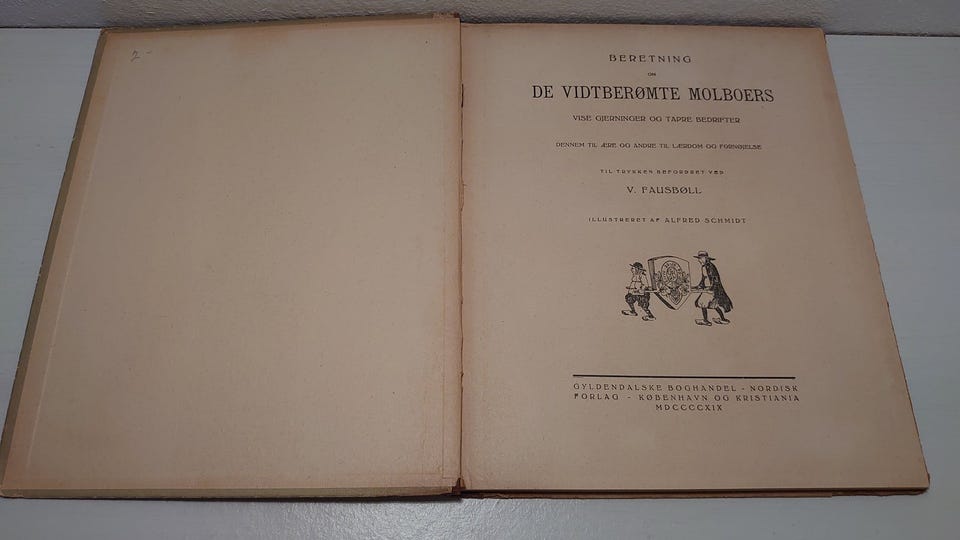 2 -
BERETNING
OM
DE VIDTBERØMTE MOLBOERS
VISE GJERNINGER OG TAPRE BEDRIFTER
DENNEM TIL ÆRE OG ANDRE TIL LÆRDOM OG FORNØJELSE
TIL TRYKKEN BEFORDRET VED
V. FAUSBØLL
ILLUSTRERET AF ALFRED SCHMIDT
GYLDENDALSKE BOGHANDEL - NORDISK
FORLAG - KØBENHAVN OG KRISTIANIA
MDCCCCXIX